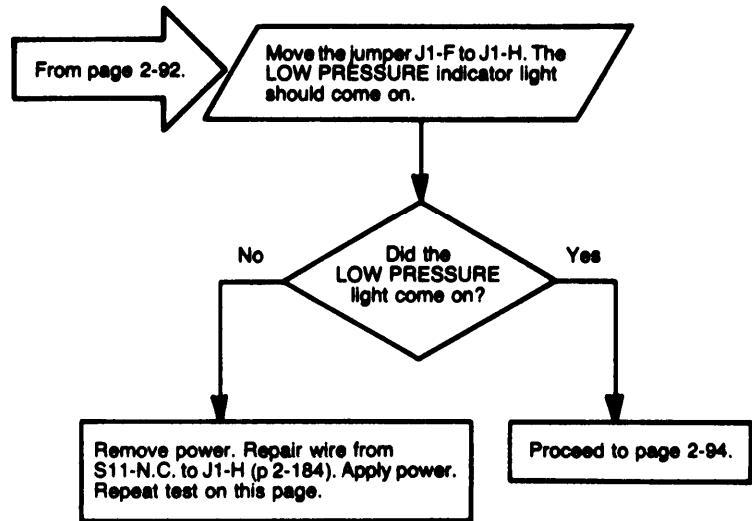 From page 2-92.
Move the jumper J1-F to J1-H. The
LOW PRESSURE indicator light
should come on.
Did the
LOW PRESSURE
light come on?
No
Yes
Remove power. Repair wire from
S11-N.C. to J1-H (p 2-184). Apply power.
Repeat test on this page.
Proceed to page 2-94.